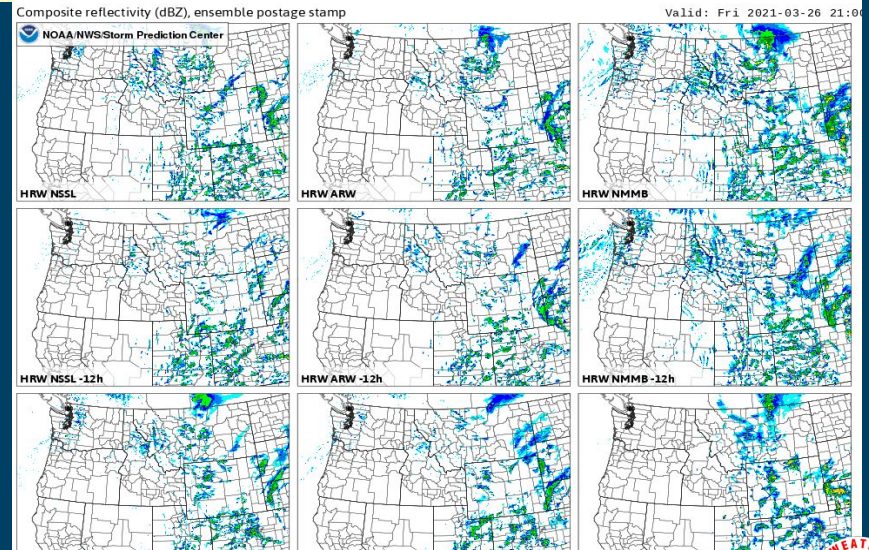 Composite reflectivity (dBZ), ensemble postage stamp
Valid: Fri 2021-03-26 21:00
NOAA/NWS/Storm Prediction Center
HRW NSSL
HRW ARW
HRW NMMB
HRW NSSL -12h
HRW ARW -12h
HRW NMMB -12h